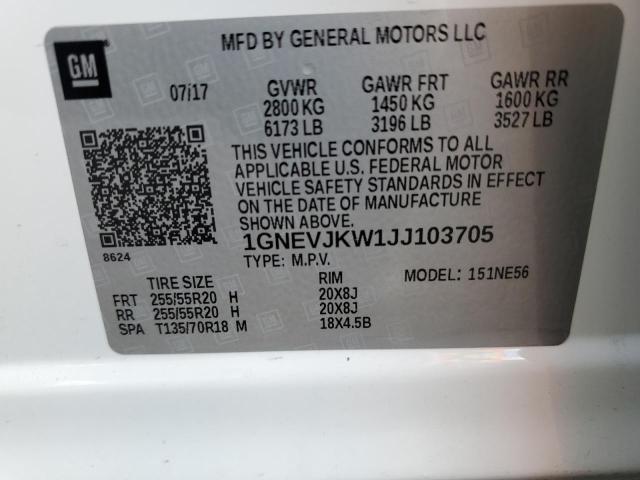 GM
MFD BY GENERAL MOTORS LLC
07/17
GVWR GAWR FRT GAWR RR
2800 KG 1450 KG 1600 KG
6173 LB 3196 LB 3527 LB
THIS VEHICLE CONFORMS TO ALL
APPLICABLE U.S. FEDERAL MOTOR
VEHICLE SAFETY STANDARDS IN EFFECT
ON THE DATE OF MANUFACTURE
SHOWN ABOVE.
1GNEVJKW1JJ103705
8624
TYPE: M.P.V. MODEL: 151NE56
TIRE SIZE RIM
FRT 255/55R20 H 20X8J
RR 255/55R20 H 20X8J
SPA T135/70R18 M 18X4.5B